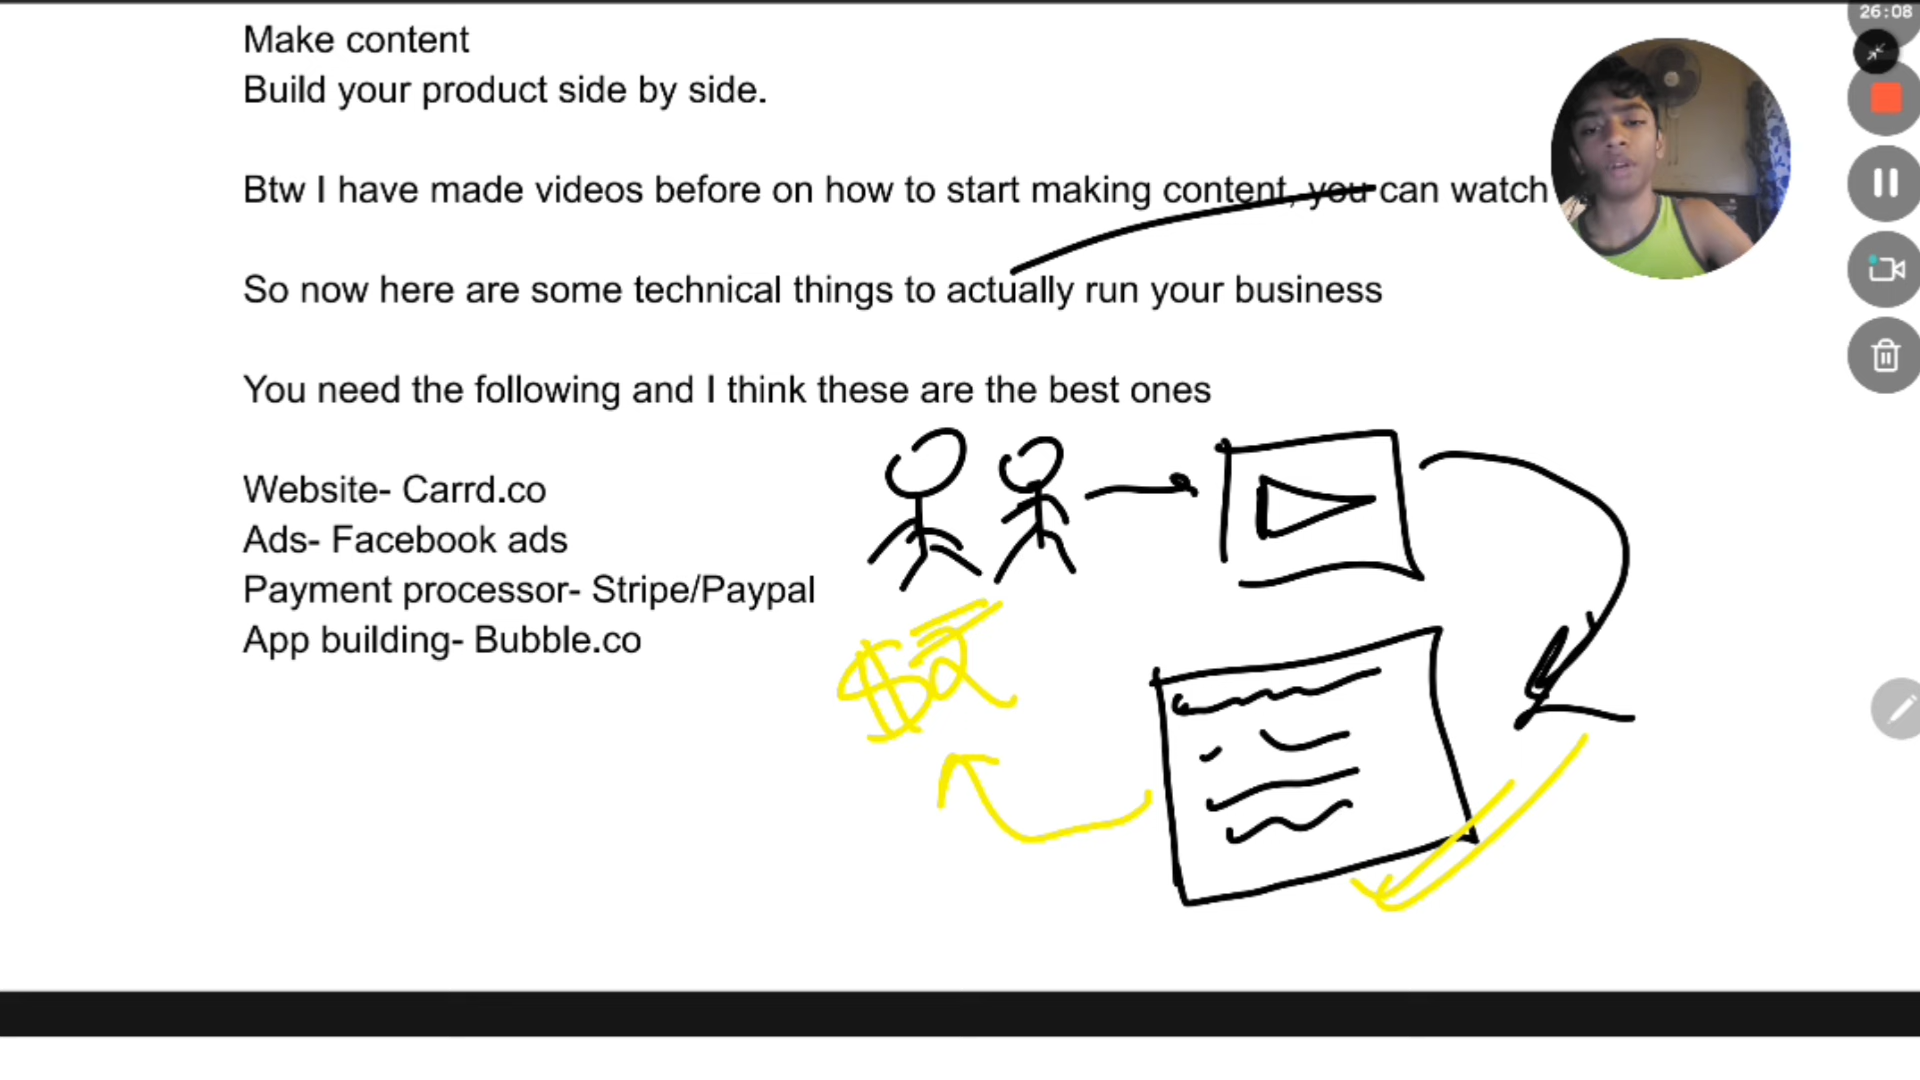 26:08
Make content
Build your product side by side.
Btw I have made videos before on how to start making content, you can watch
So now here are some technical things to actually run your business
You need the following and I think these are the best ones
Website- Carrd.co
Ads- Facebook ads
Payment processor- Stripe/Paypal
App building- Bubble.co
$₹